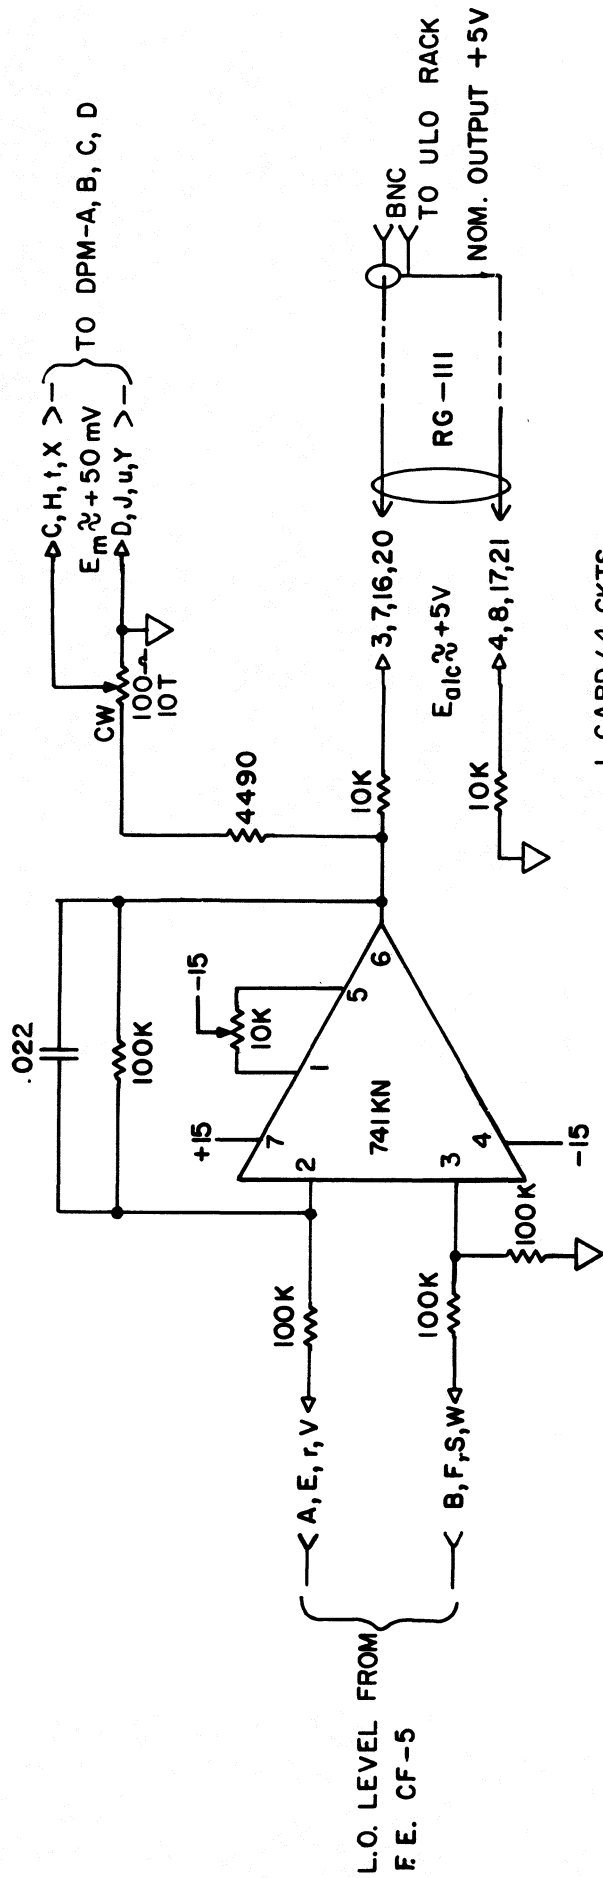 L.O. LEVEL FROM
F.E. CF-5
A, E, r, V
B, F, S, W
100K
100K
100K
.022
100K
+15
-15
10K
7
2
3
4
1
5
6
741KN
-15
4490
CW
100
10T
C, H, t, X
Em ≈ +50 mV
D, J, u, Y
TO DPM-A, B, C, D
10K
3, 7, 16, 20
Ealc ≈ +5V
10K
4, 8, 17, 21
RG-111
BNC
TO ULO RACK
NOM. OUTPUT +5V